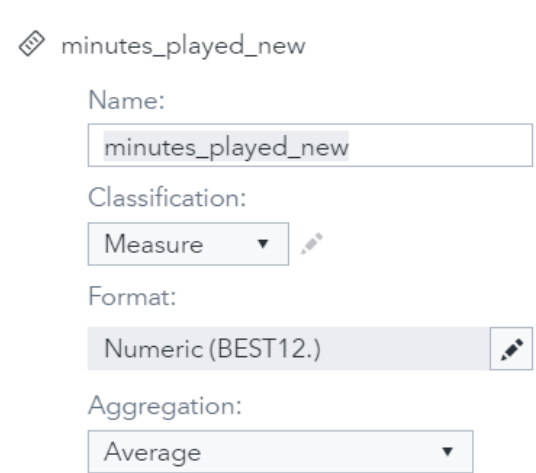 minutes_played_new
Name:
minutes_played_new
Classification:
Measure
Format:
Numeric (BEST12.)
Aggregation:
Average